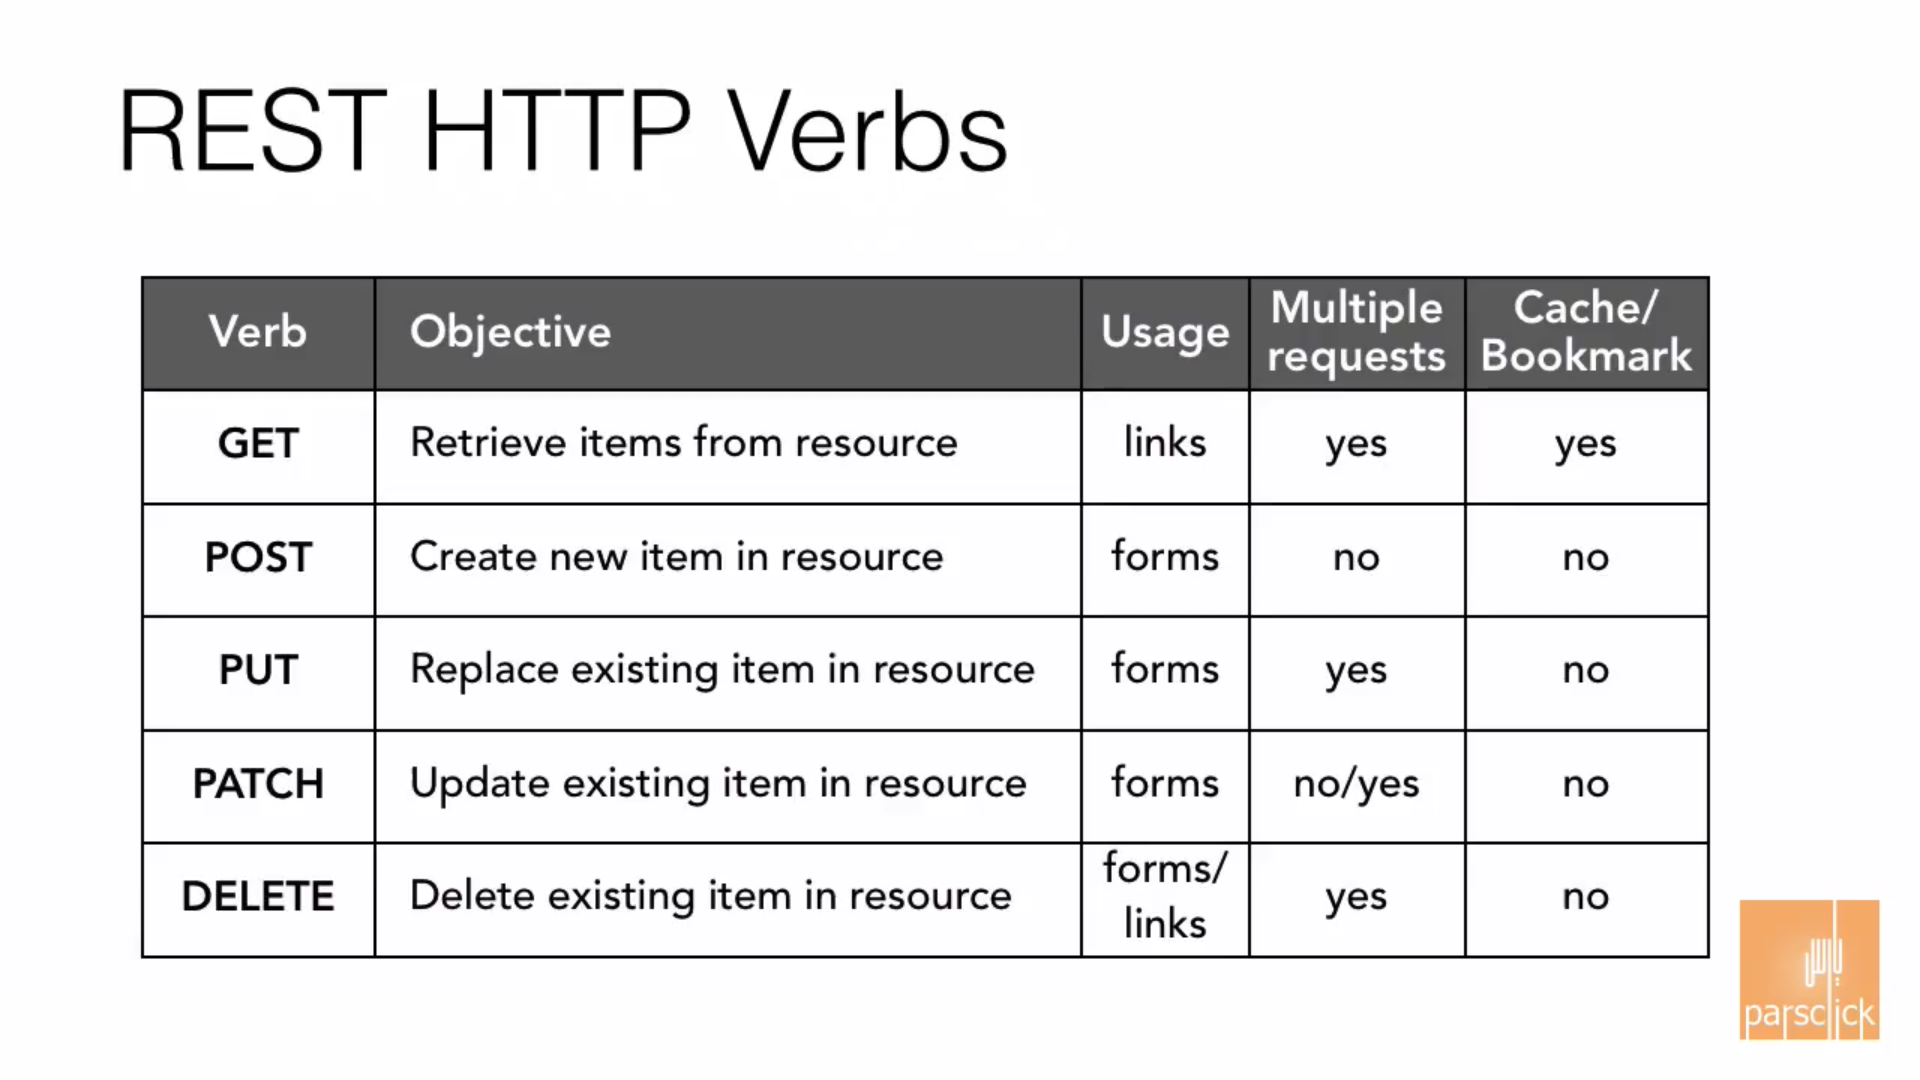 REST HTTP Verbs
Verb Objective Usage Multiple requests Cache/ Bookmark
GET Retrieve items from resource links yes yes
POST Create new item in resource forms no no
PUT Replace existing item in resource forms yes no
PATCH Update existing item in resource forms no/yes no
DELETE Delete existing item in resource forms/ links yes no
پارس
parsclick